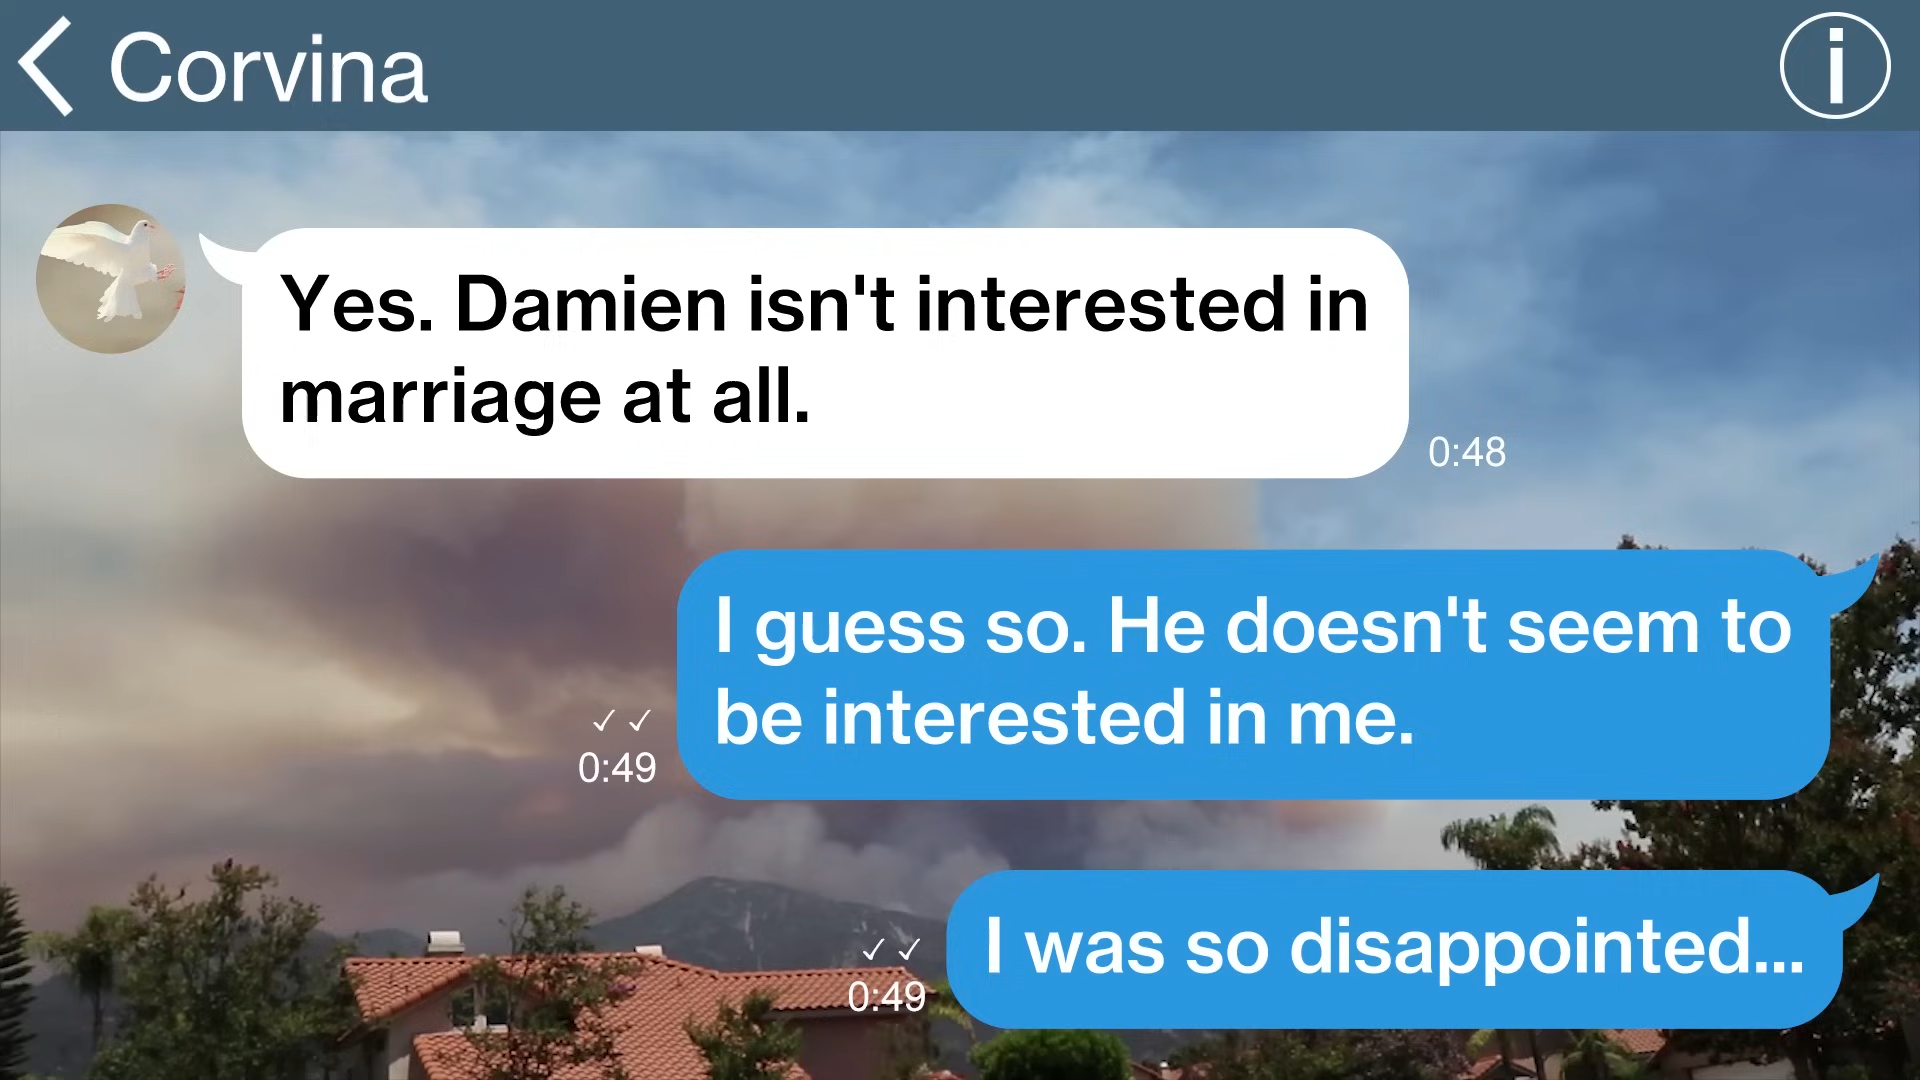 Corvina
i
Yes. Damien isn't interested in
marriage at all.
0:48
I guess so. He doesn't seem to
be interested in me.
✓✓
0:49
I was so disappointed...
✓✓
0:49